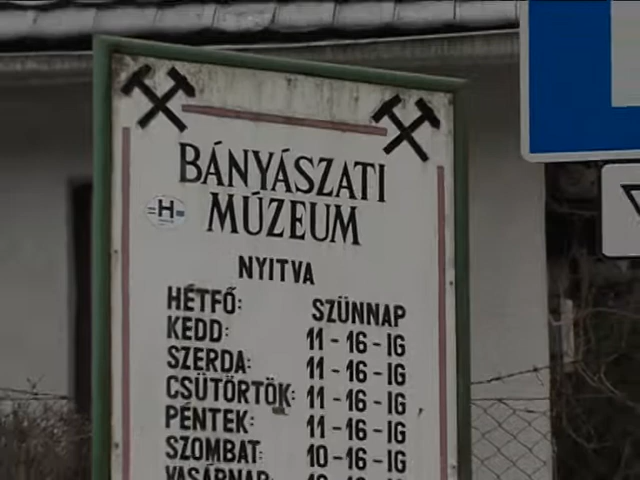 BÁNYÁSZATI
MÚZEUM
H
NYITVA
HÉTFŐ: SZÜNNAP
KEDD: 11-16-IG
SZERDA: 11-16-IG
CSÜTÖRTÖK: 11-16-IG
PÉNTEK: 11-16-IG
SZOMBAT: 10-16-IG
VASÁRNAP